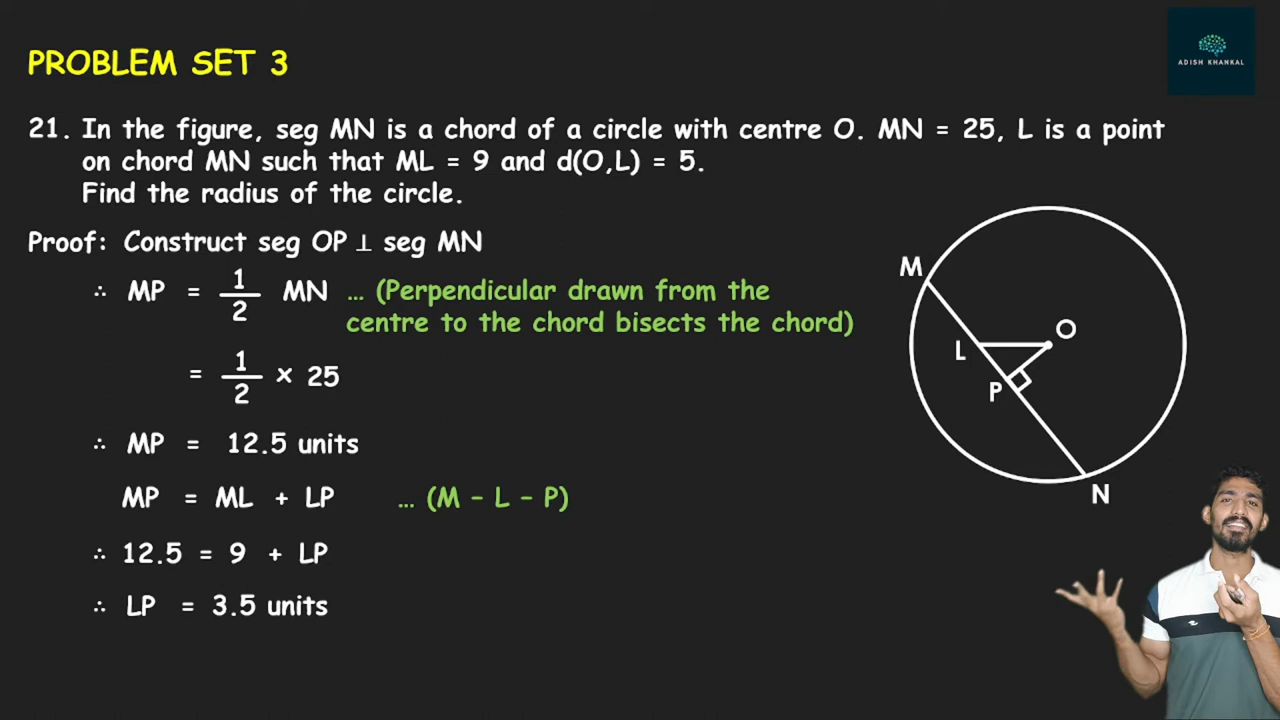 ADISH KHANKAL
PROBLEM SET 3
21. In the figure, seg MN is a chord of a circle with centre O. MN = 25, L is a point
on chord MN such that ML = 9 and d(O,L) = 5.
Find the radius of the circle.
Proof: Construct seg OP ⊥ seg MN
∴ MP = 1/2 MN ... (Perpendicular drawn from the
centre to the chord bisects the chord)
= 1/2 × 25
∴ MP = 12.5 units
MP = ML + LP ... (M – L – P)
∴ 12.5 = 9 + LP
∴ LP = 3.5 units
M
O
L
P
N